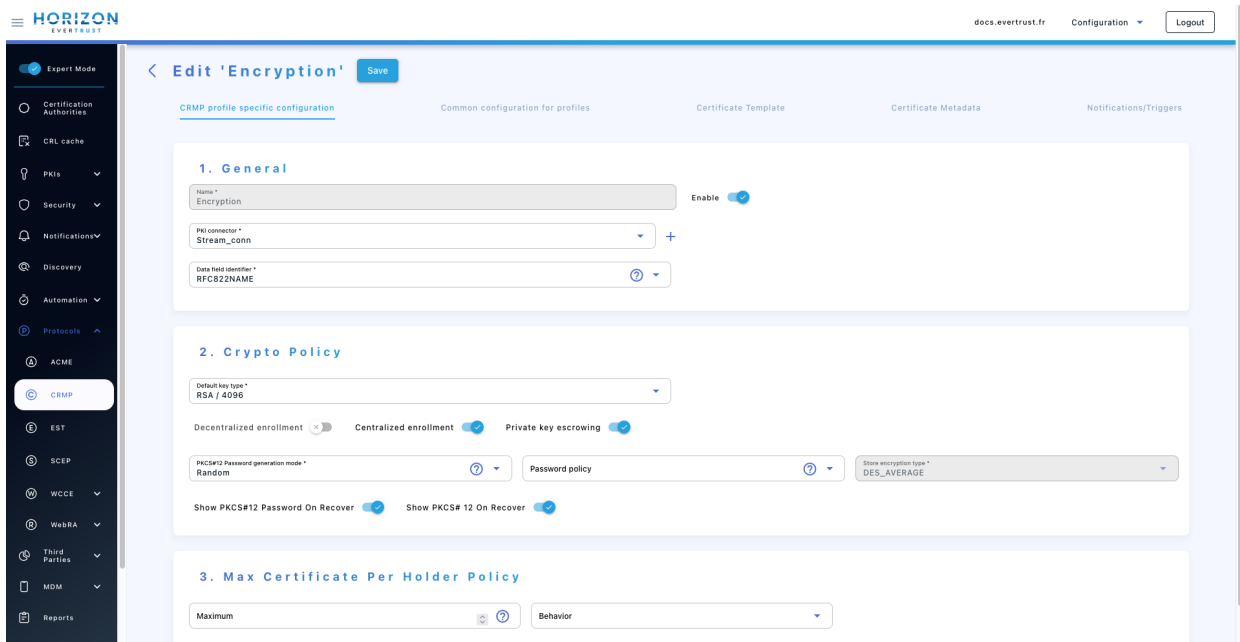 HORIZON
EVERTRUST
docs.evertrust.fr
Configuration
Logout
Expert Mode
Certification
Authorities
CRL cache
PKIs
Security
Notifications
Discovery
Automation
Protocols
ACME
CRMP
EST
SCEP
WCCE
WebRA
Third
Parties
MDM
Reports
Edit 'Encryption'
Save
CRMP profile specific configuration
Common configuration for profiles
Certificate Template
Certificate Metadata
Notifications/Triggers
1. General
Name *
Encryption
Enable
PKI connector *
Stream_conn
Data field identifier *
RFC822NAME
2. Crypto Policy
Default key type *
RSA / 4096
Decentralized enrollment
Centralized enrollment
Private key escrowing
PKCS#12 Password generation mode *
Random
Password policy
Store encryption type *
DES_AVERAGE
Show PKCS#12 Password On Recover
Show PKCS# 12 On Recover
3. Max Certificate Per Holder Policy
Maximum
Behavior